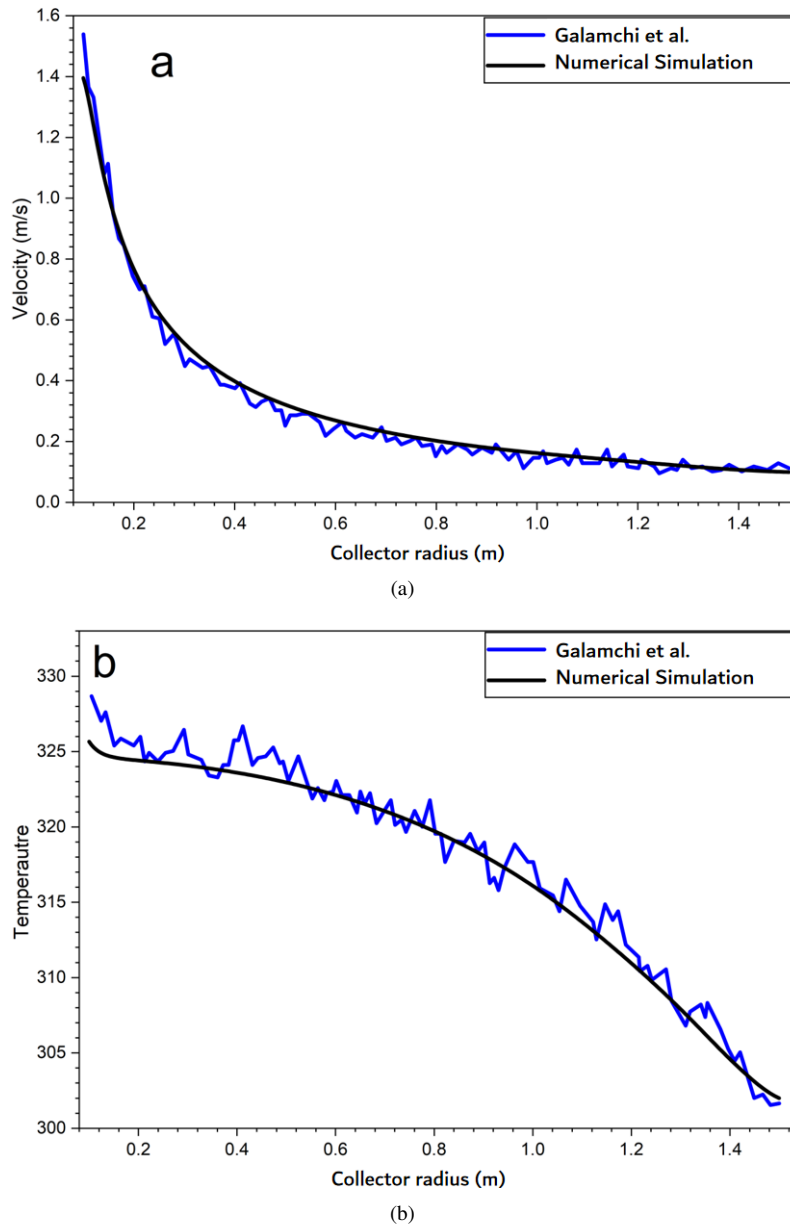 1.6
1.4
1.2
1.0
0.8
0.6
0.4
0.2
0.0
Velocity (m/s)
a
Galamchi et al.
Numerical Simulation
0.2 0.4 0.6 0.8 1.0 1.2 1.4
Collector radius (m)
(a)
330
325
320
315
310
305
300
Temperautre
b
Galamchi et al.
Numerical Simulation
0.2 0.4 0.6 0.8 1.0 1.2 1.4
Collector radius (m)
(b)